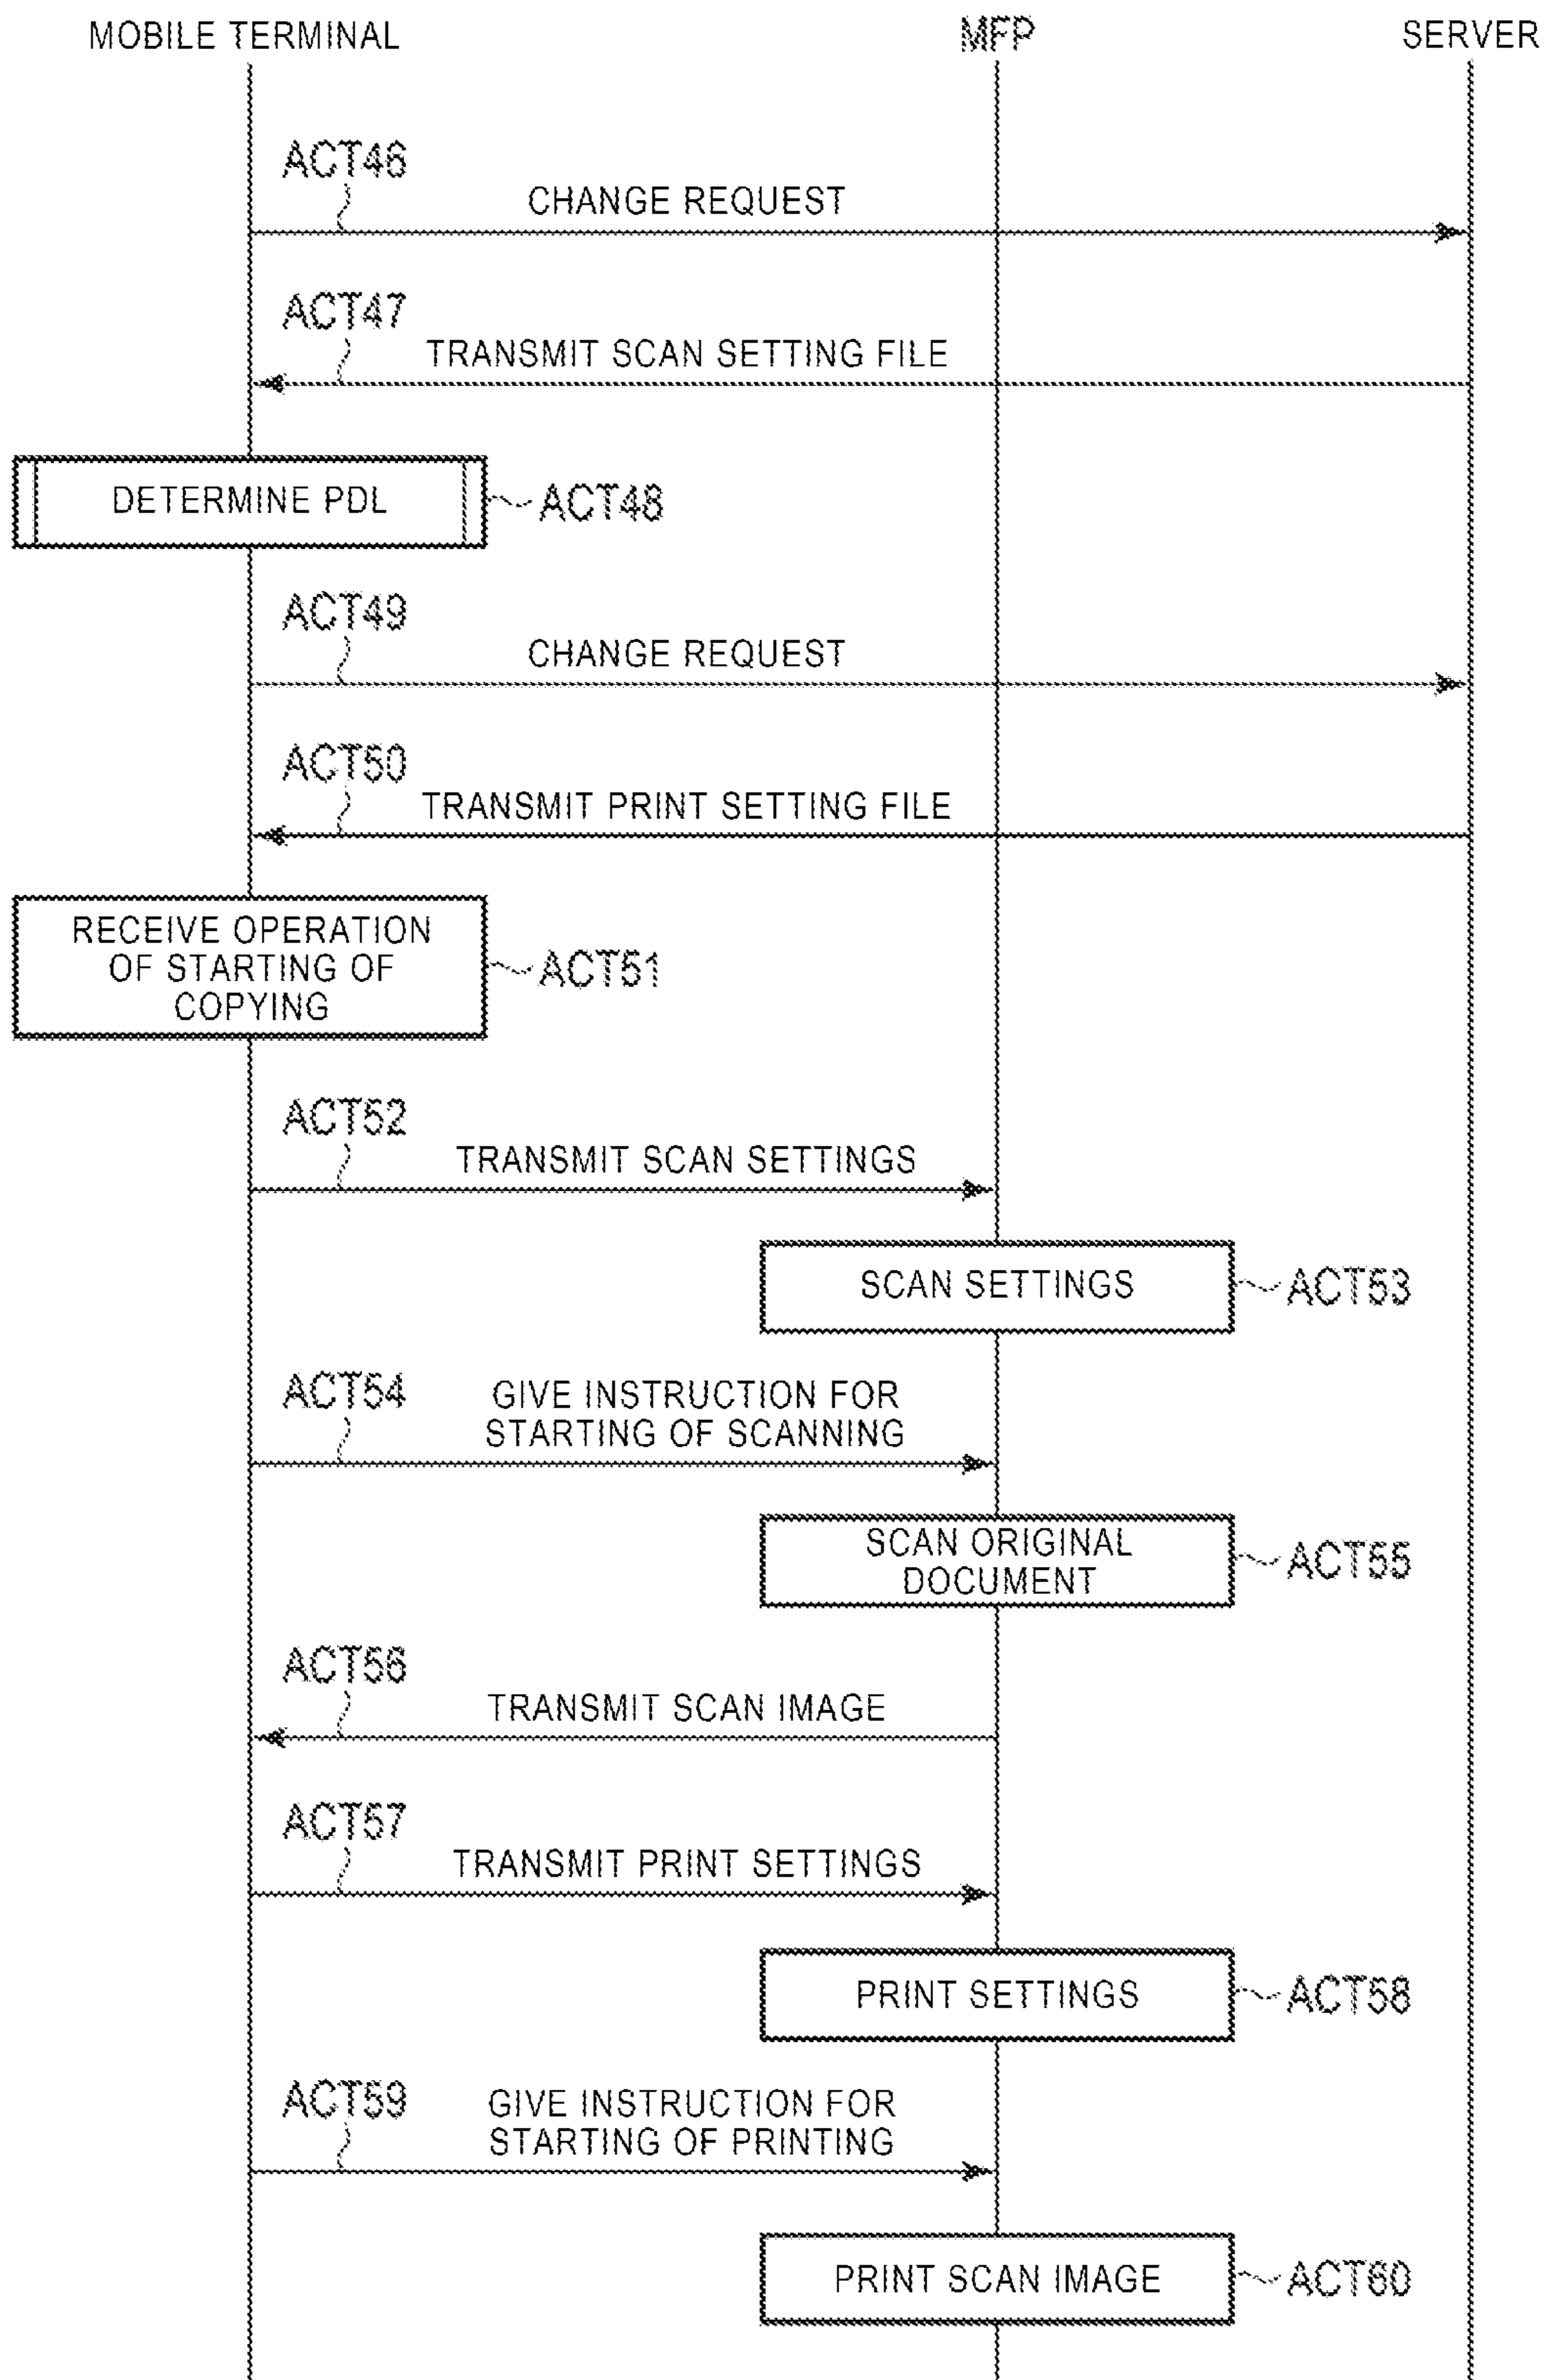 MOBILE TERMINAL
MFP
SERVER
ACT46
CHANGE REQUEST
ACT47
TRANSMIT SCAN SETTING FILE
DETERMINE PDL
ACT48
ACT49
CHANGE REQUEST
ACT50
TRANSMIT PRINT SETTING FILE
RECEIVE OPERATION
OF STARTING OF
COPYING
ACT51
ACT52
TRANSMIT SCAN SETTINGS
SCAN SETTINGS
ACT53
ACT54
GIVE INSTRUCTION FOR
STARTING OF SCANNING
SCAN ORIGINAL
DOCUMENT
ACT55
ACT56
TRANSMIT SCAN IMAGE
ACT57
TRANSMIT PRINT SETTINGS
PRINT SETTINGS
ACT58
ACT59
GIVE INSTRUCTION FOR
STARTING OF PRINTING
PRINT SCAN IMAGE
ACT60